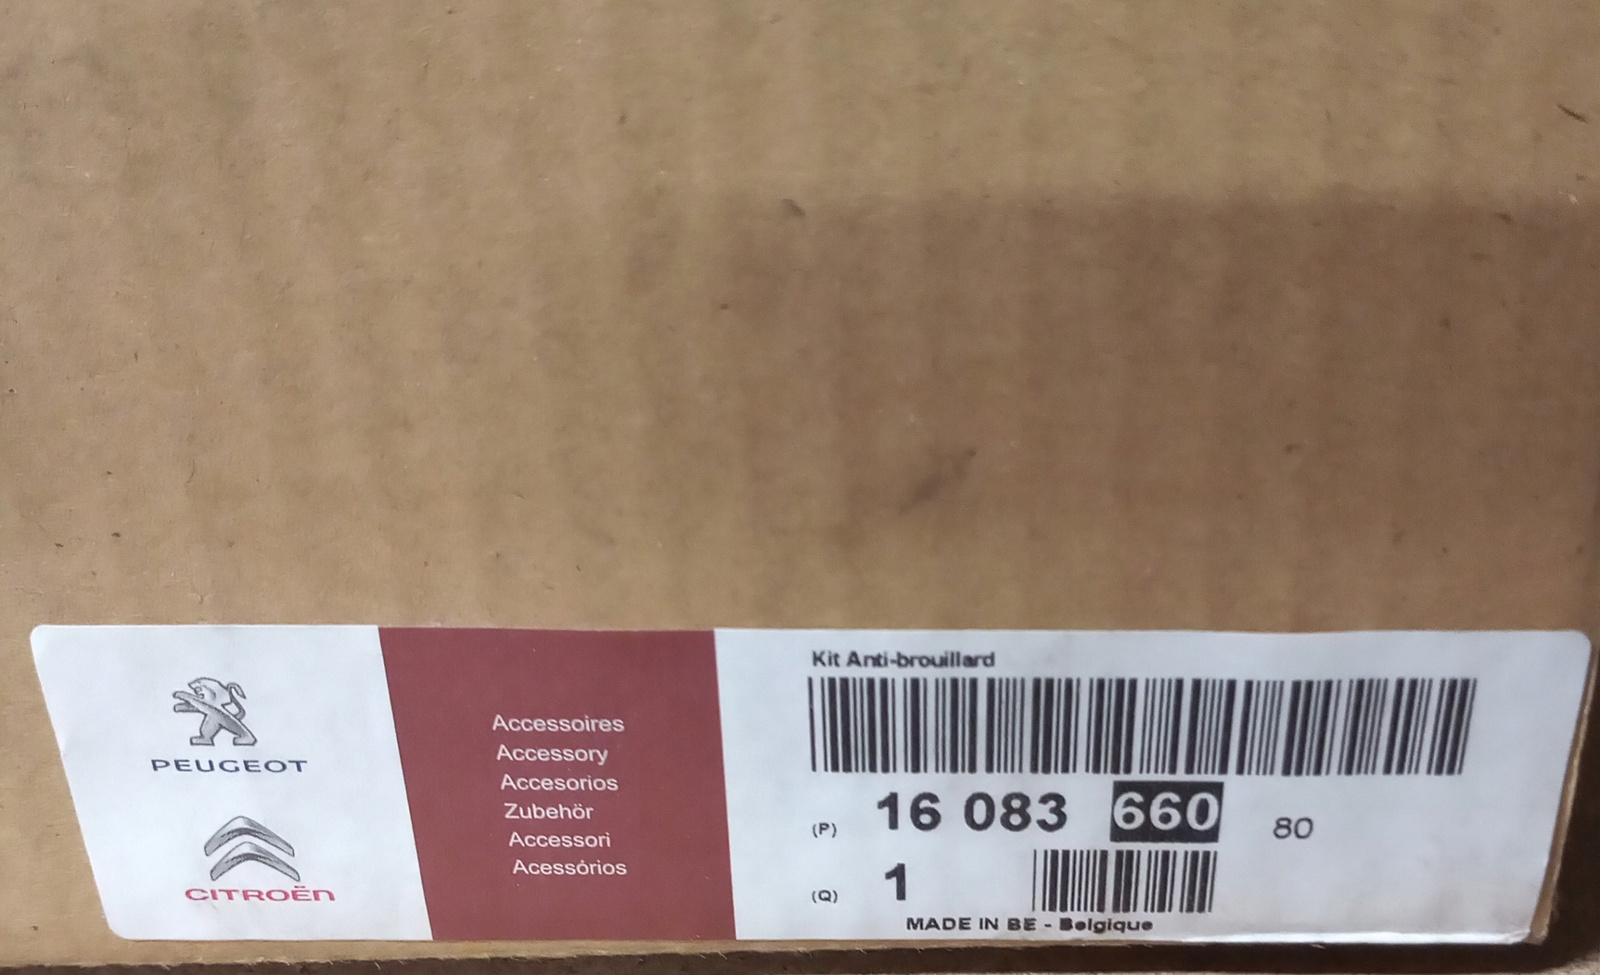 PEUGEOT
CITROËN
Accessoires
Accessory
Accesorios
Zubehör
Accessori
Acessórios
Kit Anti-brouillard
(P) 16 083 660 80
(Q) 1
MADE IN BE - Belgique